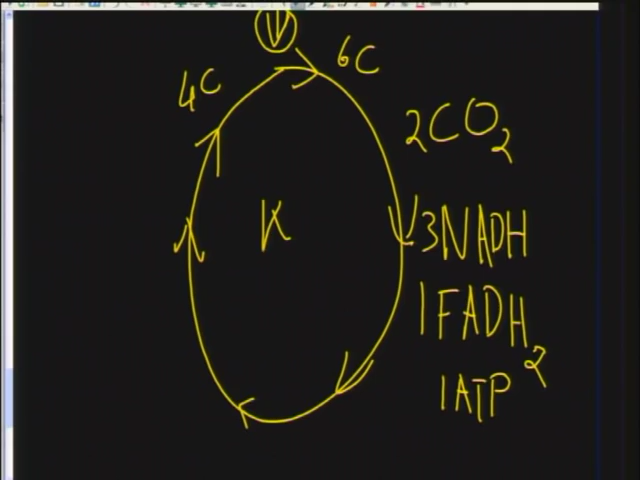 6C
4C
2CO2
K
3NADH
1FADH2
1ATP